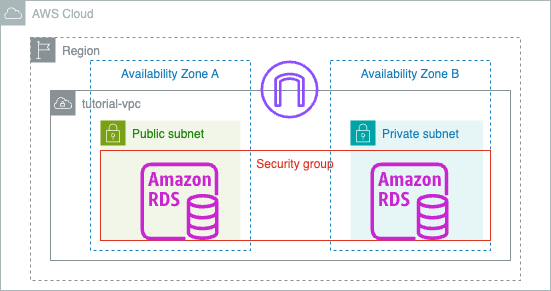 AWS Cloud
Region
Availability Zone A
Availability Zone B
tutorial-vpc
Public subnet
Private subnet
Security group
Amazon
RDS
Amazon
RDS